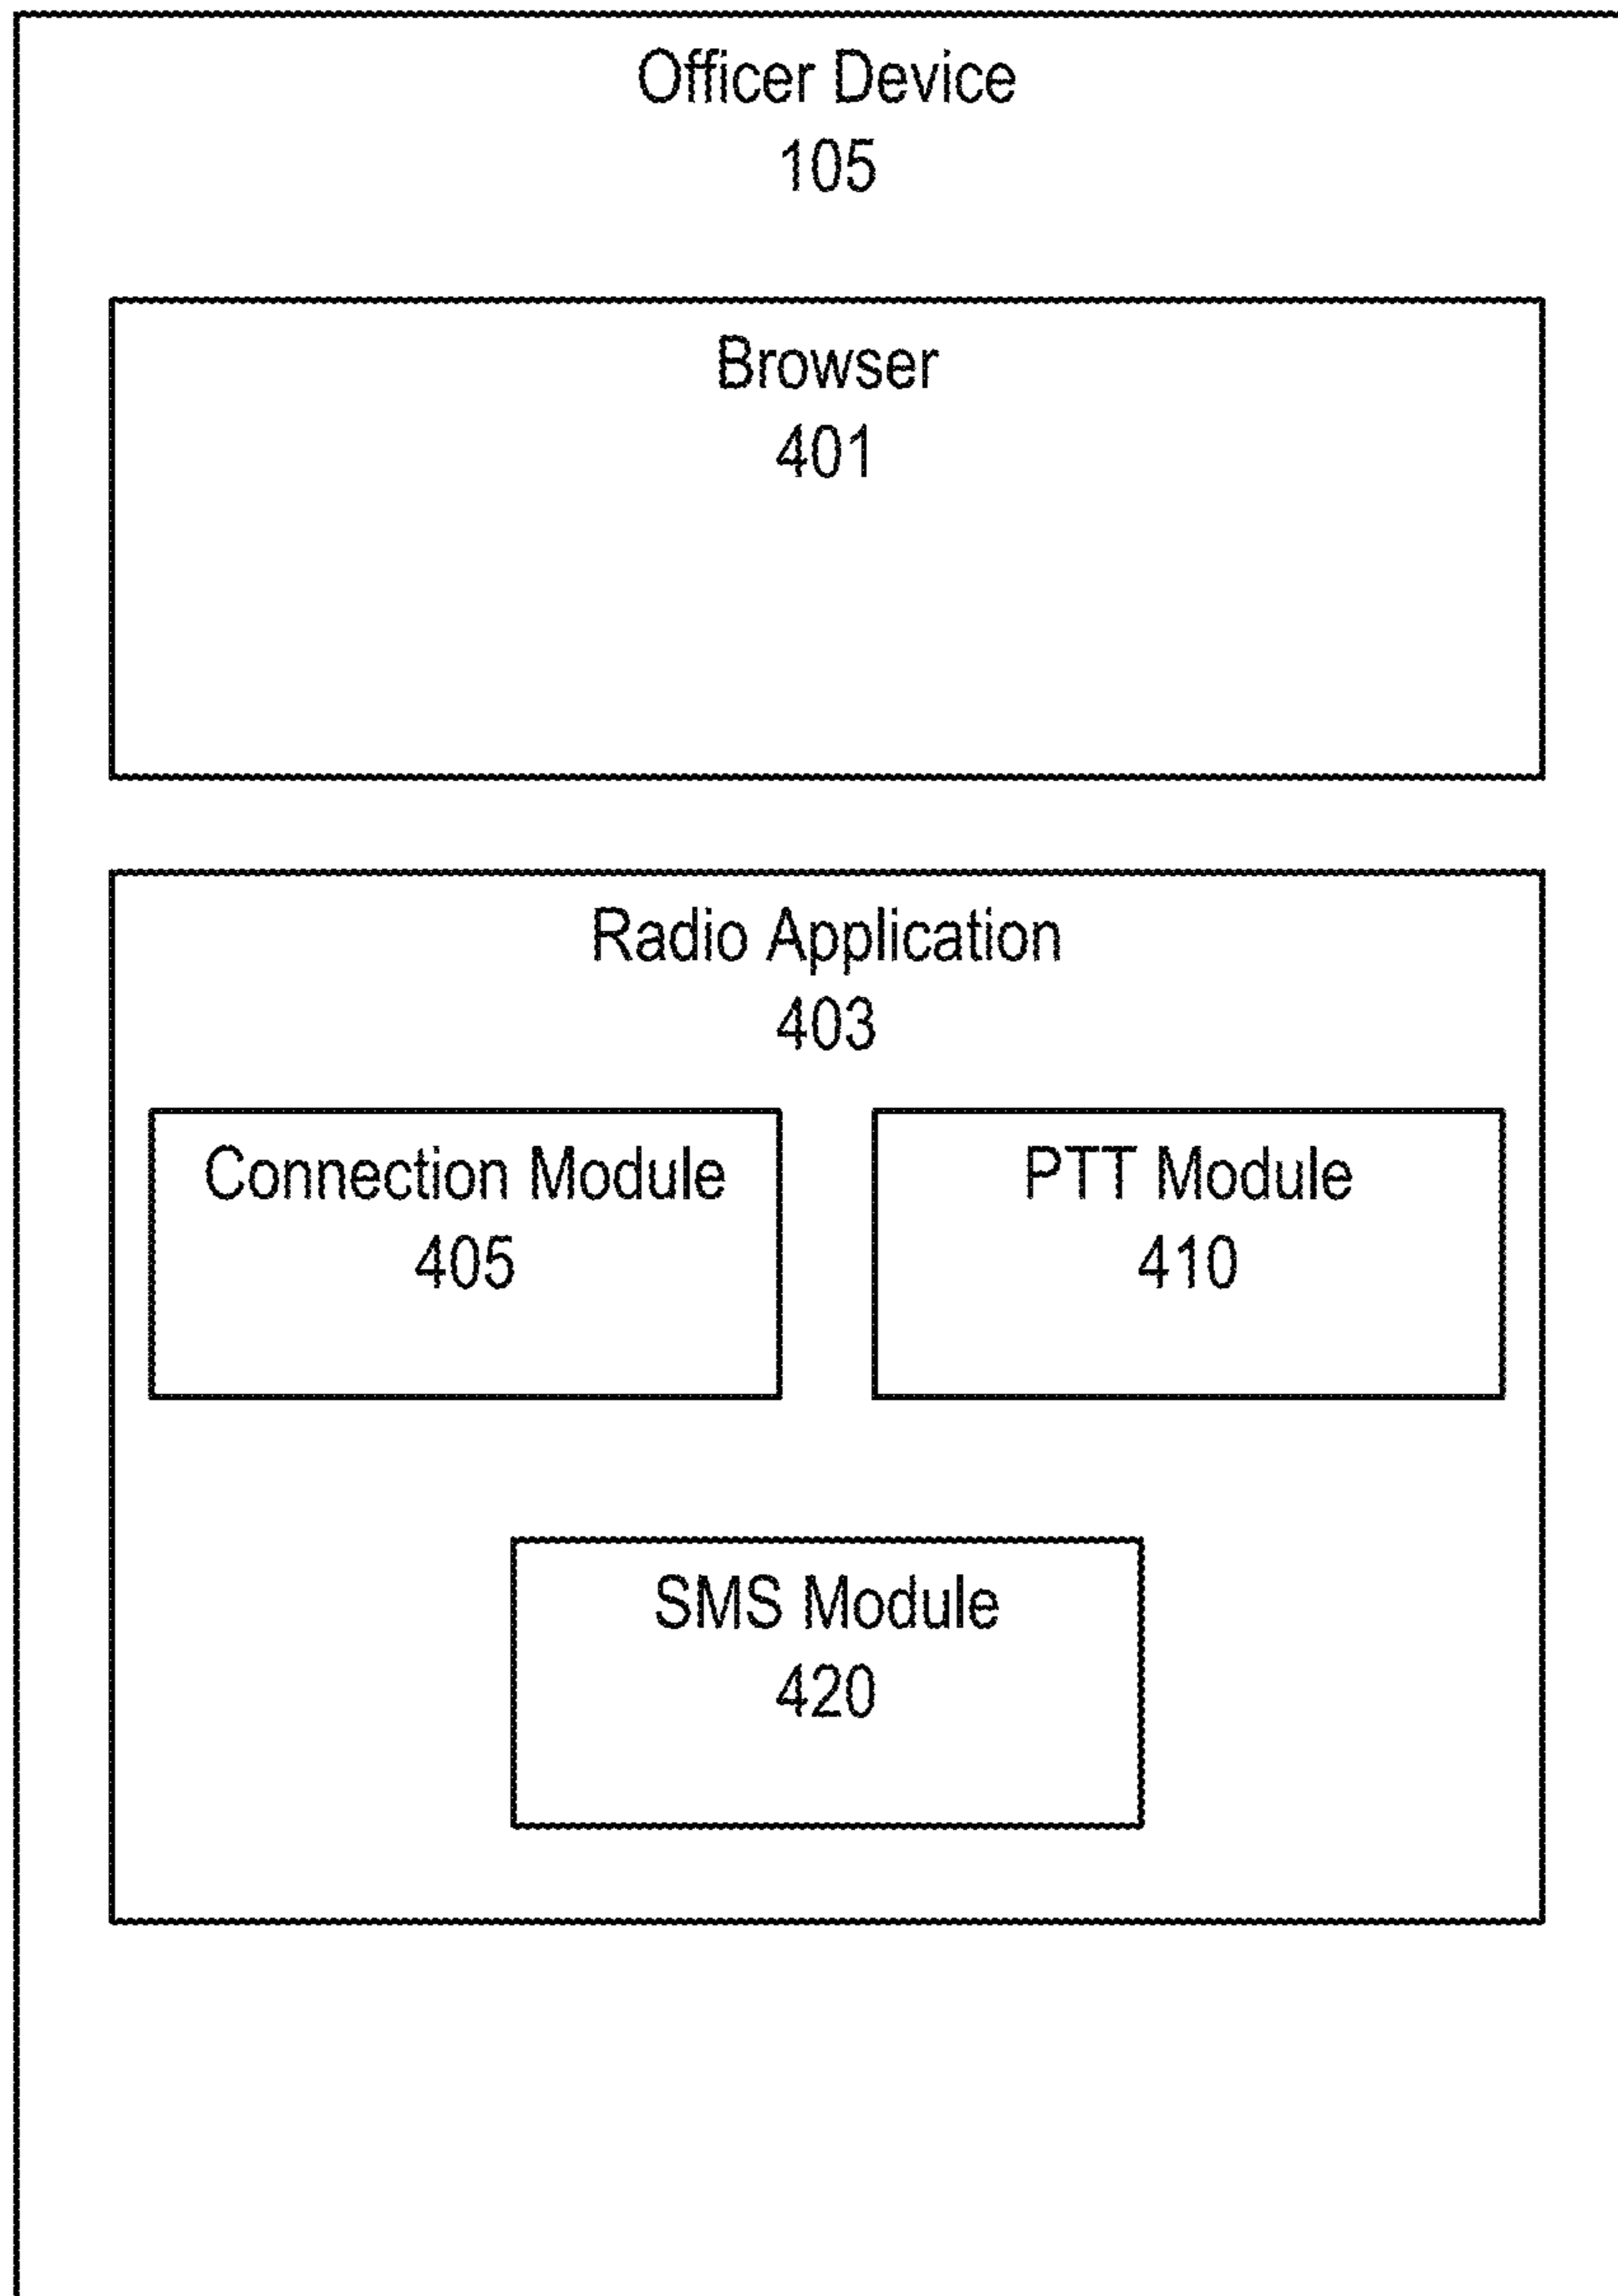 Officer Device
105
Browser
401
Radio Application
403
Connection Module
405
PTT Module
410
SMS Module
420